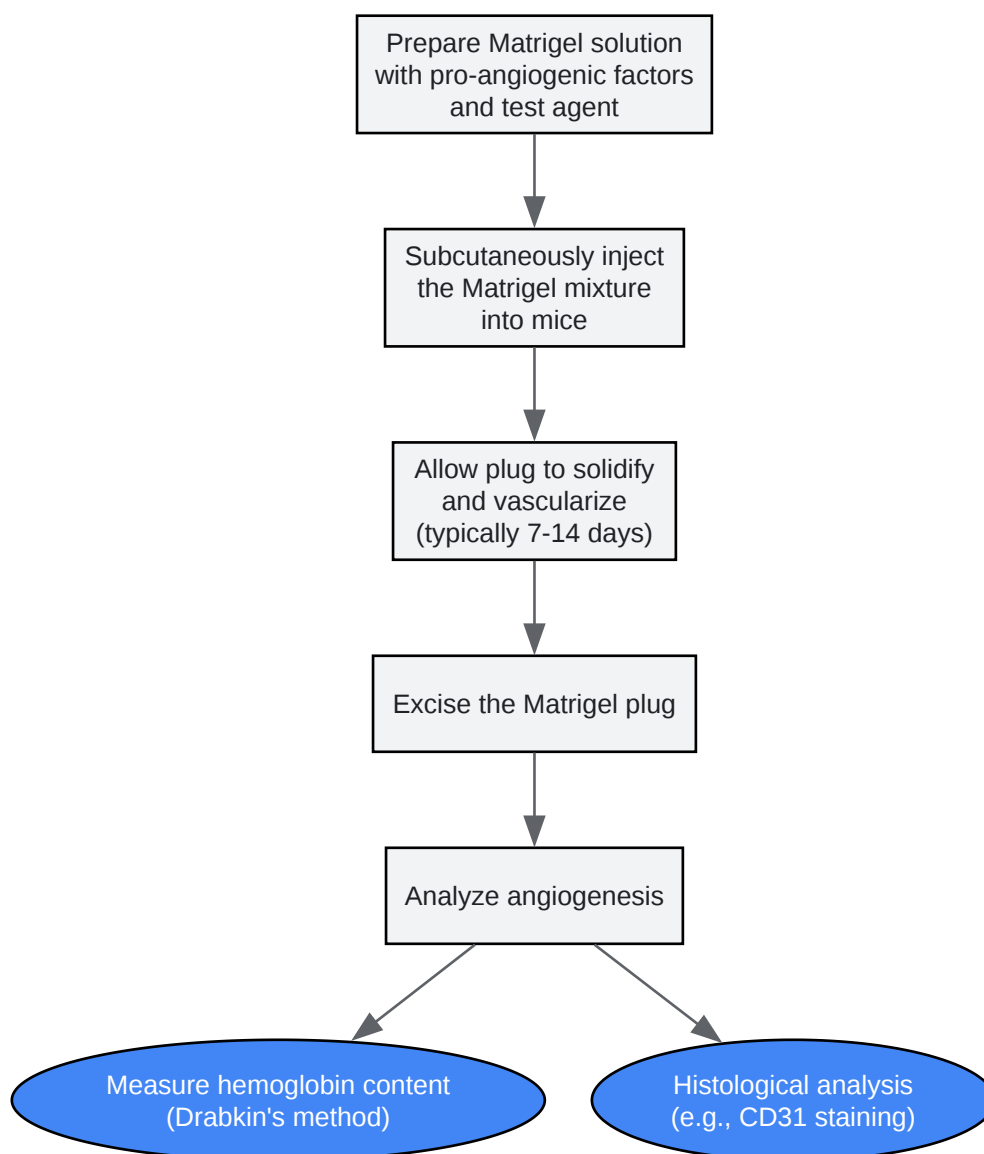 Prepare Matrigel solution
with pro-angiogenic factors
and test agent
Subcutaneously inject
the Matrigel mixture
into mice
Allow plug to solidify
and vascularize
(typically 7-14 days)
Excise the Matrigel plug
Analyze angiogenesis
Measure hemoglobin content
(Drabkin's method)
Histological analysis
(e.g., CD31 staining)